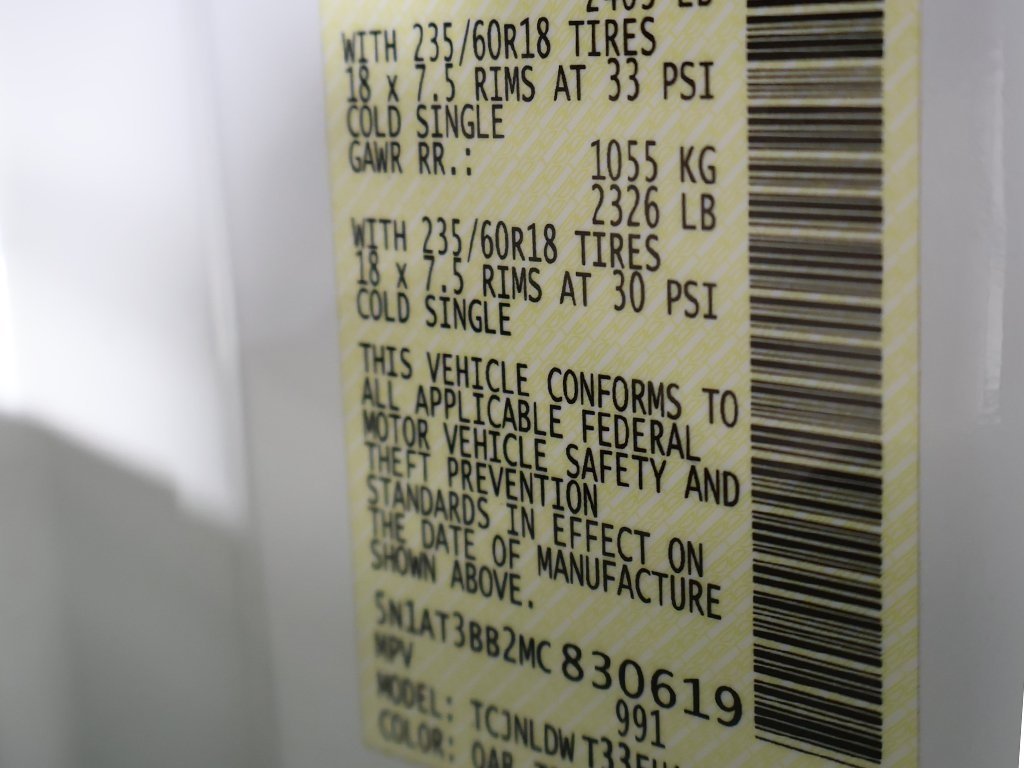 WITH 235/60R18 TIRES
18 x 7.5 RIMS AT 33 PSI
COLD SINGLE
GAWR RR.: 1055 KG
2326 LB
WITH 235/60R18 TIRES
18 x 7.5 RIMS AT 30 PSI
COLD SINGLE
THIS VEHICLE CONFORMS TO
ALL APPLICABLE FEDERAL
MOTOR VEHICLE SAFETY AND
THEFT PREVENTION
STANDARDS IN EFFECT ON
THE DATE OF MANUFACTURE
SHOWN ABOVE.
5N1AT3BB2MC830619
MPV 991
MODEL:
COLOR: